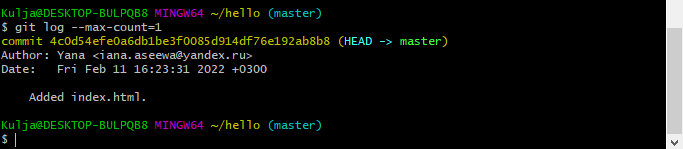 Kulja@DESKTOP-BULPQB8 MINGW64 ~/hello (master)
$ git log --max-count=1
commit 4c0d54efe0a6db1be3f0085d914df76e192ab8b8 (HEAD -> master)
Author: Yana <iana.aseewa@yandex.ru>
Date:   Fri Feb 11 16:23:31 2022 +0300
    Added index.html.
Kulja@DESKTOP-BULPQB8 MINGW64 ~/hello (master)
$